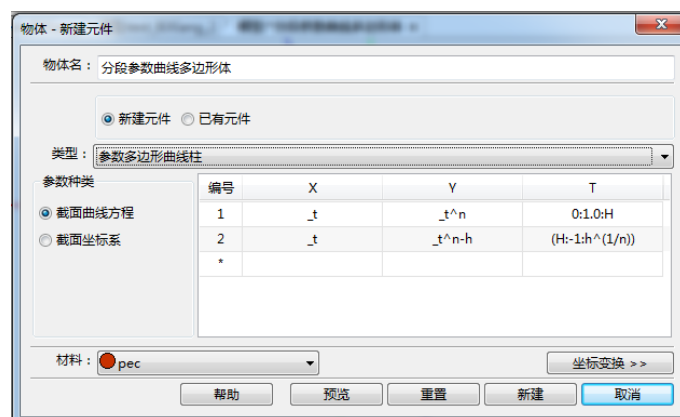 物体 - 新建元件
物体名： 分段参数曲线多边形体
新建元件 已有元件
类型： 参数多边形曲线柱
参数种类
截面曲线方程
截面坐标系
编号 X Y T
1 _t _t^n 0:1.0:H
2 _t _t^n-h (H:-1:h^(1/n))
*
材料： pec 坐标变换 >>
帮助 预览 重置 新建 取消